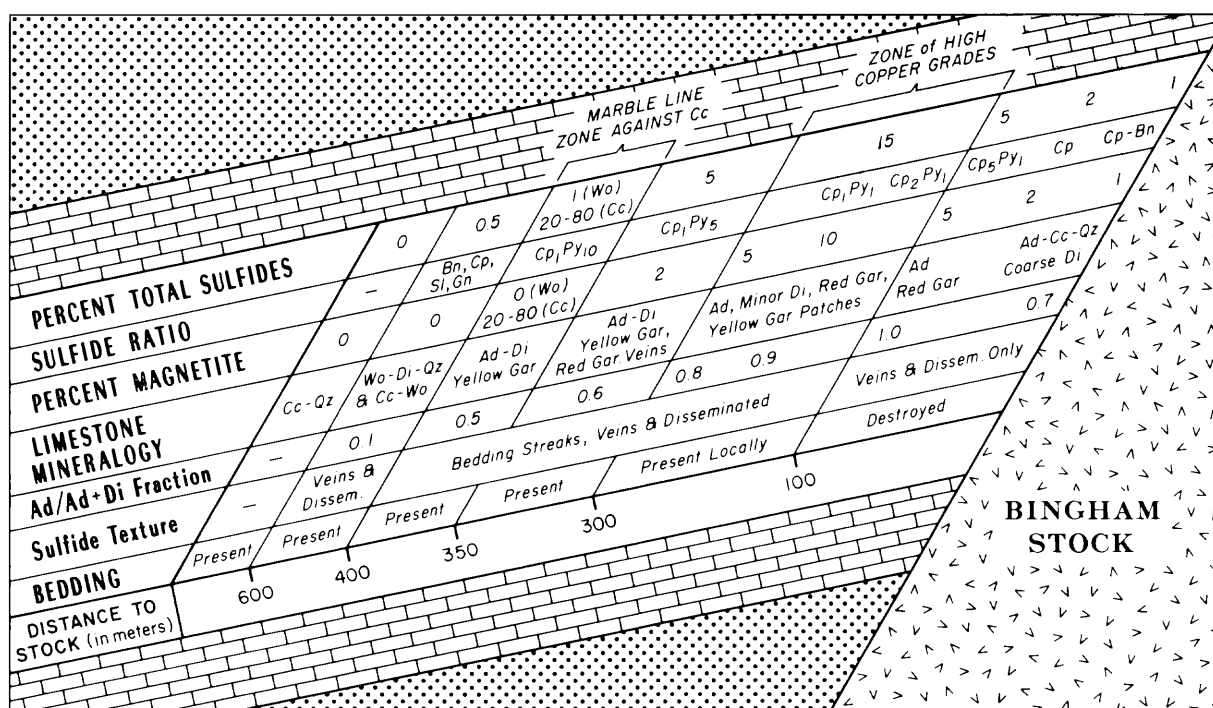 ZONE of HIGH
COPPER GRADES
MARBLE LINE
ZONE AGAINST Cc
PERCENT TOTAL SULFIDES
0
0.5
1 (Wo)
20-80 (Cc)
5
15
5
2
1
SULFIDE RATIO
–
Bn, Cp,
Sl, Gn
Cp₁Py₁₀
Cp₁Py₅
Cp₁Py₁
Cp₂Py₁
Cp₅Py₁
Cp
Cp-Bn
PERCENT MAGNETITE
0
0
0 (Wo)
20-80 (Cc)
2
5
10
5
2
1
LIMESTONE
MINERALOGY
Cc-Qz
Wo-Di-Qz
& Cc-Wo
Ad-Di
Yellow Gar
Ad-Di
Yellow Gar,
Red Gar. Veins
Ad, Minor Di, Red Gar,
Yellow Gar Patches
Ad
Red Gar
Ad-Cc-Qz
Coarse Di
Ad/Ad+Di Fraction
–
0.1
0.5
0.6
0.8
0.9
1.0
0.7
Sulfide Texture
–
Veins &
Dissem.
Bedding Streaks, Veins & Disseminated
Veins & Dissem. Only
BEDDING
Present
Present
Present
Present
Present Locally
Destroyed
DISTANCE TO
STOCK (in meters)
600
400
350
300
100
BINGHAM
STOCK